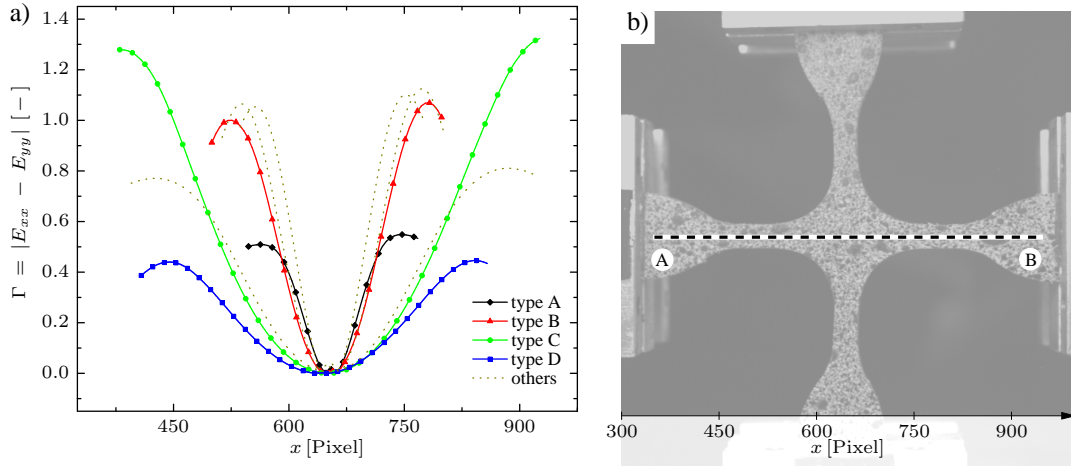 a)
Γ = |E_xx − E_yy| [−]
1.4
1.2
1.0
0.8
0.6
0.4
0.2
0.0
type A
type B
type C
type D
others
450
600
750
900
x [Pixel]
b)
A
B
300
450
600
750
900
x [Pixel]